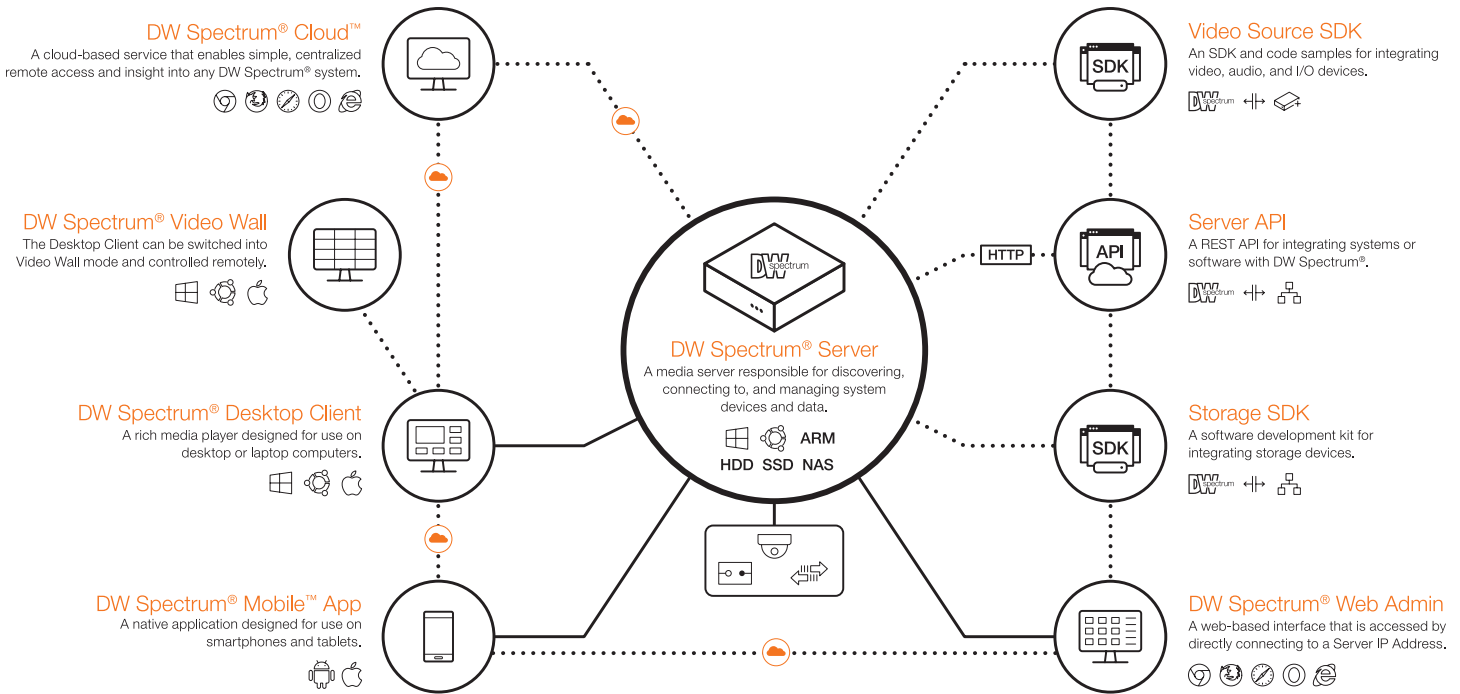 DW Spectrum® Cloud™
A cloud-based service that enables simple, centralized
remote access and insight into any DW Spectrum® system.
DW Spectrum® Video Wall
The Desktop Client can be switched into
Video Wall mode and controlled remotely.
DW Spectrum® Desktop Client
A rich media player designed for use on
desktop or laptop computers.
DW Spectrum® Mobile™ App
A native application designed for use on
smartphones and tablets.
DW spectrum
DW Spectrum® Server
A media server responsible for discovering,
connecting to, and managing system
devices and data.
ARM
HDD SSD NAS
HTTP
SDK
Video Source SDK
An SDK and code samples for integrating
video, audio, and I/O devices.
DW spectrum
API
Server API
A REST API for integrating systems or
software with DW Spectrum®.
DW spectrum
SDK
Storage SDK
A software development kit for
integrating storage devices.
DW spectrum
DW Spectrum® Web Admin
A web-based interface that is accessed by
directly connecting to a Server IP Address.